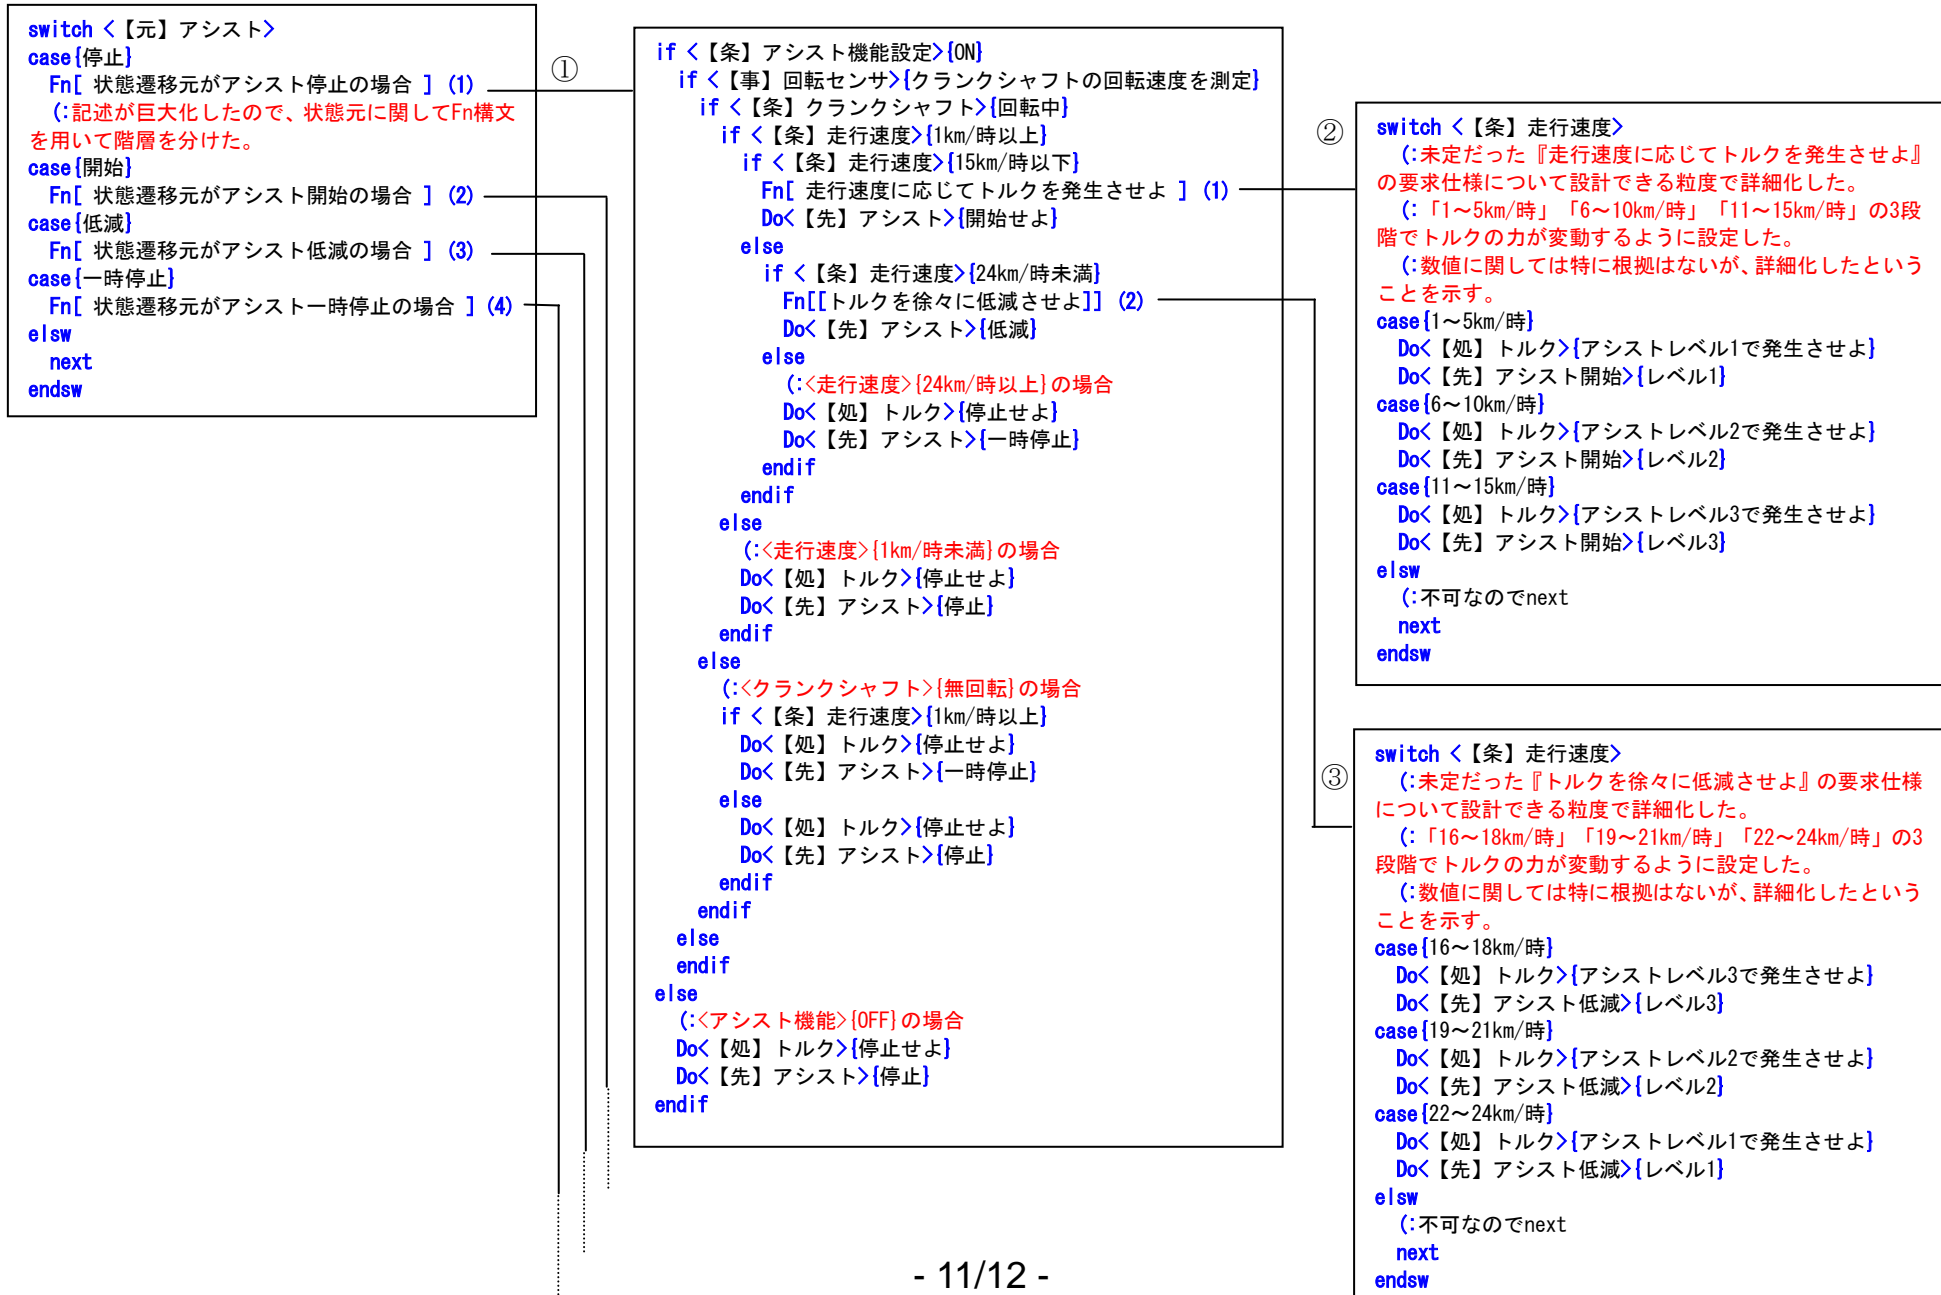 switch <【元】アシスト>
case{停止}
Fn[ 状態遷移元がアシスト停止の場合 ] (1)
(:記述が巨大化したので、状態元に関してFn構文
を用いて階層を分けた。
case{開始}
Fn[ 状態遷移元がアシスト開始の場合 ] (2)
case{低減}
Fn[ 状態遷移元がアシスト低減の場合 ] (3)
case{一時停止}
Fn[ 状態遷移元がアシスト一時停止の場合 ] (4)
elsw
next
endsw
①
if <【条】アシスト機能設定>{ON}
if <【事】回転センサ>{クランクシャフトの回転速度を測定}
if <【条】クランクシャフト>{回転中}
if <【条】走行速度>{1km/時以上}
if <【条】走行速度>{15km/時以下}
Fn[ 走行速度に応じてトルクを発生させよ ] (1)
Do<【先】アシスト>{開始せよ}
else
if <【条】走行速度>{24km/時未満}
Fn[[トルクを徐々に低減させよ]] (2)
Do<【先】アシスト>{低減}
else
(:<走行速度>{24km/時以上}の場合
Do<【処】トルク>{停止せよ}
Do<【先】アシスト>{一時停止}
endif
endif
else
(:<走行速度>{1km/時未満}の場合
Do<【処】トルク>{停止せよ}
Do<【先】アシスト>{停止}
endif
else
(:<クランクシャフト>{無回転}の場合
if <【条】走行速度>{1km/時以上}
Do<【処】トルク>{停止せよ}
Do<【先】アシスト>{一時停止}
else
Do<【処】トルク>{停止せよ}
Do<【先】アシスト>{停止}
endif
endif
else
endif
else
(:<アシスト機能>{OFF}の場合
Do<【処】トルク>{停止せよ}
Do<【先】アシスト>{停止}
endif
②
switch <【条】走行速度>
(:未定だった『走行速度に応じてトルクを発生させよ』
の要求仕様について設計できる粒度で詳細化した。
(:「1～5km/時」「6～10km/時」「11～15km/時」の3段
階でトルクの力が変動するように設定した。
(:数値に関しては特に根拠はないが、詳細化したという
ことを示す。
case{1～5km/時}
Do<【処】トルク>{アシストレベル1で発生させよ}
Do<【先】アシスト開始>{レベル1}
case{6～10km/時}
Do<【処】トルク>{アシストレベル2で発生させよ}
Do<【先】アシスト開始>{レベル2}
case{11～15km/時}
Do<【処】トルク>{アシストレベル3で発生させよ}
Do<【先】アシスト開始>{レベル3}
elsw
(:不可なのでnext
next
endsw
③
switch <【条】走行速度>
(:未定だった『トルクを徐々に低減させよ』の要求仕様
について設計できる粒度で詳細化した。
(:「16～18km/時」「19～21km/時」「22～24km/時」の3
段階でトルクの力が変動するように設定した。
(:数値に関しては特に根拠はないが、詳細化したという
ことを示す。
case{16～18km/時}
Do<【処】トルク>{アシストレベル3で発生させよ}
Do<【先】アシスト低減>{レベル3}
case{19～21km/時}
Do<【処】トルク>{アシストレベル2で発生させよ}
Do<【先】アシスト低減>{レベル2}
case{22～24km/時}
Do<【処】トルク>{アシストレベル1で発生させよ}
Do<【先】アシスト低減>{レベル1}
elsw
(:不可なのでnext
next
endsw
- 11/12 -